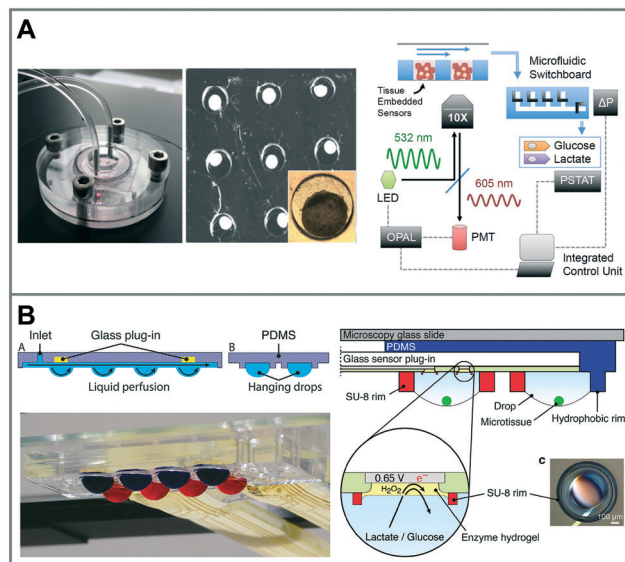 A
Tissue
Embedded
Sensors
Microfluidic
Switchboard
10X
ΔP
532 nm
Glucose
Lactate
LED
605 nm
PSTAT
OPAL
PMT
Integrated
Control Unit
B
Inlet
Glass plug-in
A
Liquid perfusion
B
PDMS
Hanging drops
Microscopy glass slide
PDMS
Glass sensor plug-in
SU-8 rim
Drop
Microtissue
Hydrophobic rim
0.65 V e⁻
H₂O₂
Lactate / Glucose
SU-8 rim
Enzyme hydrogel
c
100 µm